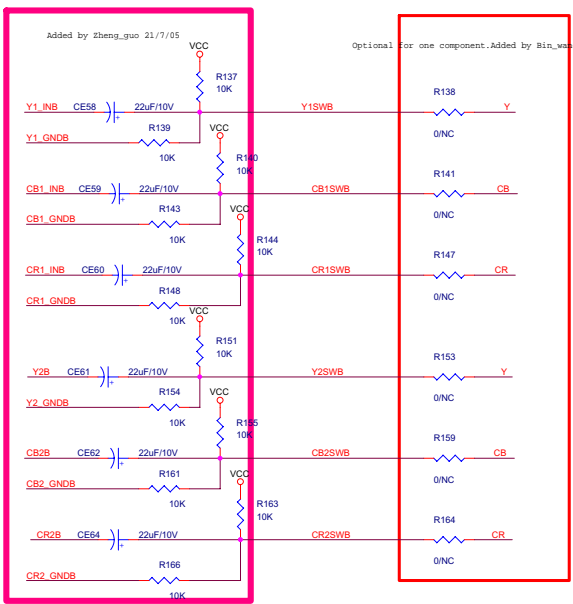 Added by Zheng_guo 21/7/05
VCC
Optional for one component.Added by Bin_wan
R137
10K
R138
Y1_INB CE58 22uF/10V Y1SWB Y
+
R139
0/NC
Y1_GNDB
VCC
10K
R140
10K
R141
CB1_INB CE59 22uF/10V CB1SWB CB
+
R143
0/NC
CB1_GNDB
VCC
10K
R144
10K
R147
CR1_INB CE60 22uF/10V CR1SWB CR
+
R148
0/NC
CR1_GNDB
10K
VCC
R151
10K
R153
Y2B CE61 22uF/10V Y2SWB Y
+
R154
0/NC
Y2_GNDB
VCC
10K
R155
10K
R159
CB2B CE62 22uF/10V CB2SWB CB
+
R161
0/NC
CB2_GNDB
VCC
10K
R163
10K
R164
CR2B CE64 22uF/10V CR2SWB CR
+
R166
0/NC
CR2_GNDB
10K